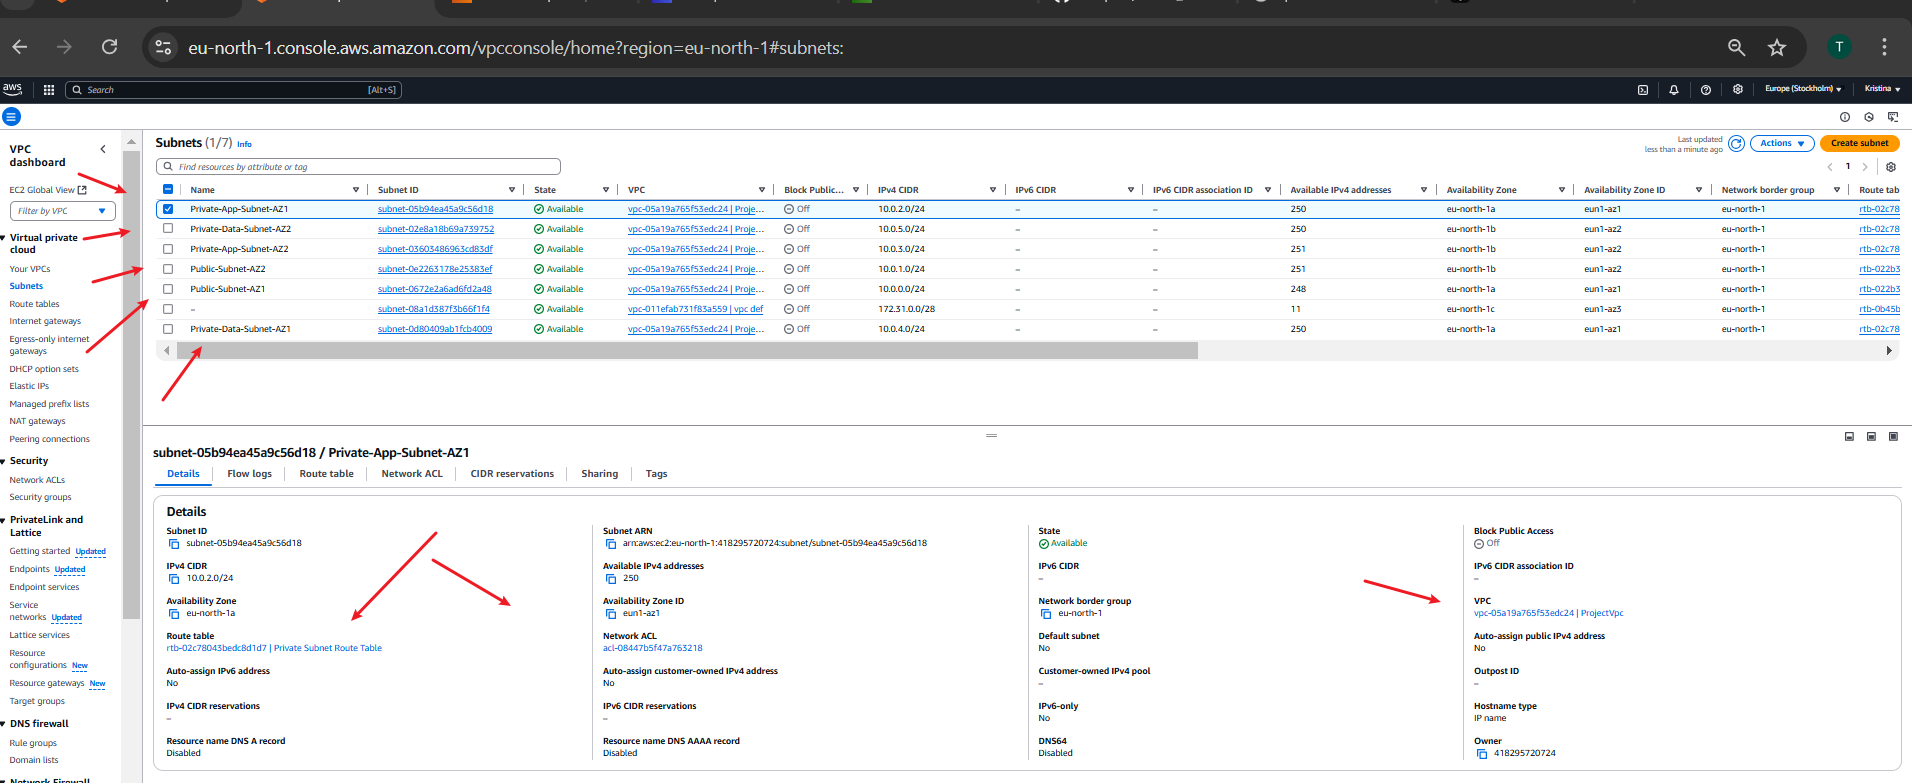 eu-north-1.console.aws.amazon.com/vpcconsole/home?region=eu-north-1#subnets:
T
aws
Search
[Alt+S]
Europe (Stockholm)
Kristina
VPC dashboard
EC2 Global View
Filter by VPC
Virtual private cloud
Your VPCs
Subnets
Route tables
Internet gateways
Egress-only internet gateways
DHCP option sets
Elastic IPs
Managed prefix lists
NAT gateways
Peering connections
Security
Network ACLs
Security groups
PrivateLink and Lattice
Getting started Updated
Endpoints Updated
Endpoint services
Service networks Updated
Lattice services
Resource configurations New
Resource gateways New
Target groups
DNS firewall
Rule groups
Domain lists
Network Firewall
Subnets (1/7) Info
Last updated less than a minute ago
Actions
Create subnet
Find resources by attribute or tag
1
Name Subnet ID State VPC Block Public... IPv4 CIDR IPv6 CIDR IPv6 CIDR association ID Available IPv4 addresses Availability Zone Availability Zone ID Network border group Route tab
Private-App-Subnet-AZ1 subnet-05b94ea45a9c56d18 Available vpc-05a19a765f53edc24 | Proje... Off 10.0.2.0/24 – – 250 eu-north-1a eun1-az1 eu-north-1 rtb-02c78
Private-Data-Subnet-AZ2 subnet-02e8a18b69a739752 Available vpc-05a19a765f53edc24 | Proje... Off 10.0.5.0/24 – – 250 eu-north-1b eun1-az2 eu-north-1 rtb-02c78
Private-App-Subnet-AZ2 subnet-03603486963cd83df Available vpc-05a19a765f53edc24 | Proje... Off 10.0.3.0/24 – – 251 eu-north-1b eun1-az2 eu-north-1 rtb-02c78
Public-Subnet-AZ2 subnet-0e2263178e25383ef Available vpc-05a19a765f53edc24 | Proje... Off 10.0.1.0/24 – – 251 eu-north-1b eun1-az2 eu-north-1 rtb-022b3
Public-Subnet-AZ1 subnet-0672e2a6ad6fd2a48 Available vpc-05a19a765f53edc24 | Proje... Off 10.0.0.0/24 – – 248 eu-north-1a eun1-az1 eu-north-1 rtb-022b3
– subnet-08a1d387f3b66f1f4 Available vpc-011efab731f83a559 | vpc def Off 172.31.0.0/28 – – 11 eu-north-1c eun1-az3 eu-north-1 rtb-0b45b
Private-Data-Subnet-AZ1 subnet-0d80409ab1fcb4009 Available vpc-05a19a765f53edc24 | Proje... Off 10.0.4.0/24 – – 250 eu-north-1a eun1-az1 eu-north-1 rtb-02c78
subnet-05b94ea45a9c56d18 / Private-App-Subnet-AZ1
Details Flow logs Route table Network ACL CIDR reservations Sharing Tags
Details
Subnet ID
subnet-05b94ea45a9c56d18
IPv4 CIDR
10.0.2.0/24
Availability Zone
eu-north-1a
Route table
rtb-02c78043bedc8d1d7 | Private Subnet Route Table
Auto-assign IPv6 address
No
IPv4 CIDR reservations
–
Resource name DNS A record
Disabled
Subnet ARN
arn:aws:ec2:eu-north-1:418295720724:subnet/subnet-05b94ea45a9c56d18
Available IPv4 addresses
250
Availability Zone ID
eun1-az1
Network ACL
acl-08447b5f47a763218
Auto-assign customer-owned IPv4 address
No
IPv6 CIDR reservations
–
Resource name DNS AAAA record
Disabled
State
Available
IPv6 CIDR
–
Network border group
eu-north-1
Default subnet
No
Customer-owned IPv4 pool
–
IPv6-only
No
DNS64
Disabled
Block Public Access
Off
IPv6 CIDR association ID
–
VPC
vpc-05a19a765f53edc24 | ProjectVpc
Auto-assign public IPv4 address
No
Outpost ID
–
Hostname type
IP name
Owner
418295720724